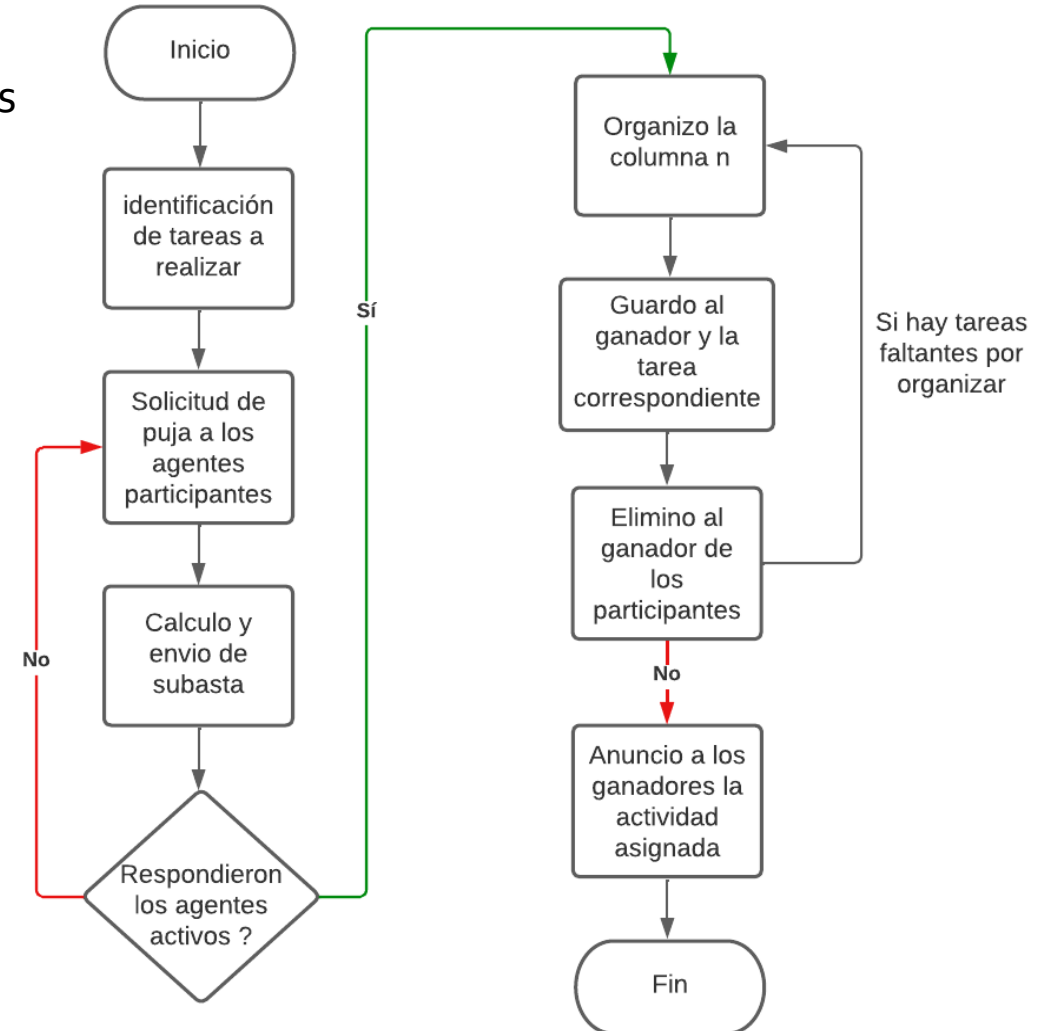 s
Inicio
identificación
de tareas a
realizar
Solicitud de
puja a los
agentes
participantes
Calculo y
envio de
subasta
No
Respondieron
los agentes
activos ?
Sí
Organizo la
columna n
Guardo al
ganador y la
tarea
correspondiente
Si hay tareas
faltantes por
organizar
Elimino al
ganador de
los
participantes
No
Anuncio a los
ganadores la
actividad
asignada
Fin